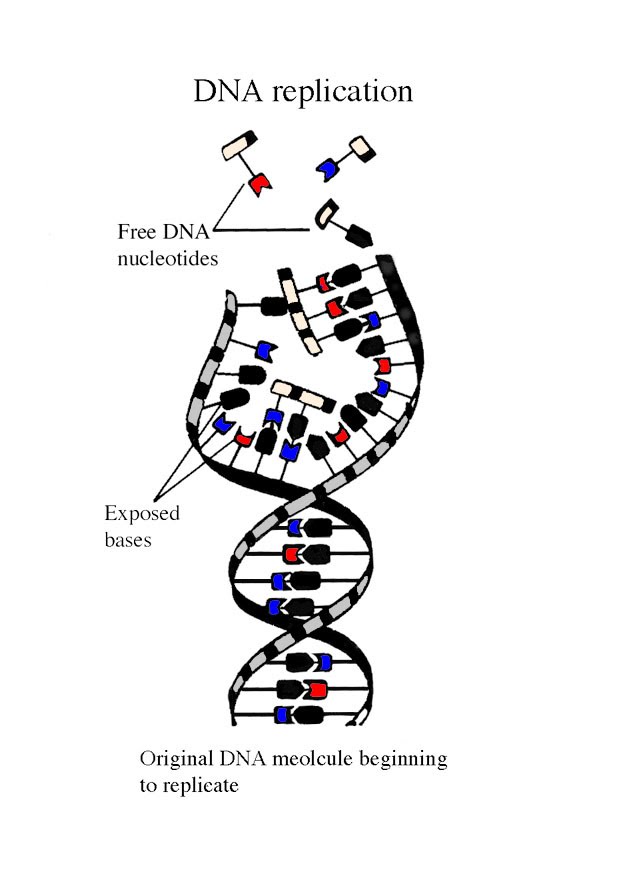 DNA replication
Free DNA
nucleotides
Exposed
bases
Original DNA meolcule beginning
to replicate